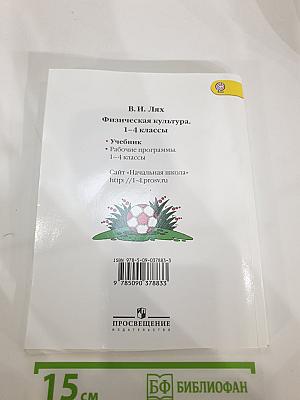 В. И. Лях
Физическая культура.
1–4 классы
• Учебник
• Рабочие программы.
1–4 классы
Сайт «Начальная школа»
http://1-4.prosv.ru
ISBN 978-5-09-037883-3
9 785090 378833
ПРОСВЕЩЕНИЕ
ИЗДАТЕЛЬСТВО
15 см
БФ БИБЛИОФАН